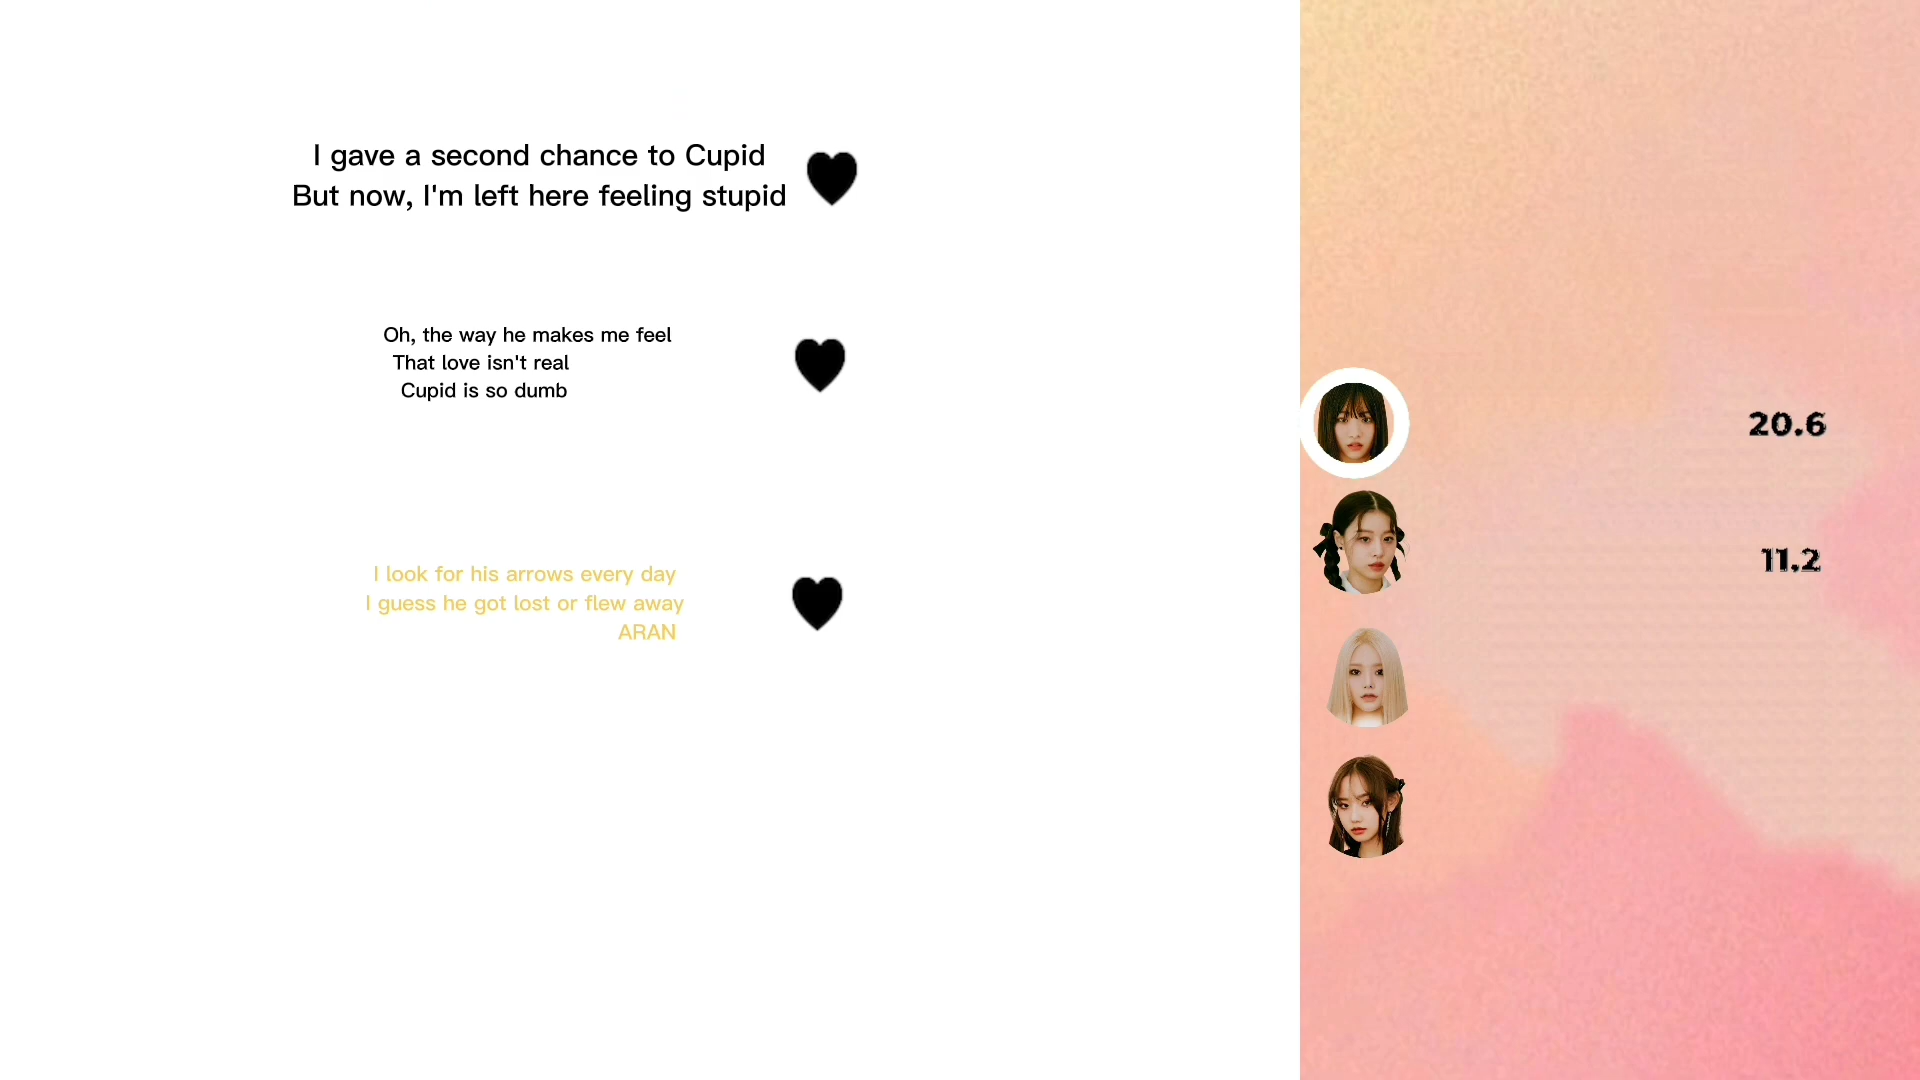 I gave a second chance to Cupid
But now, I'm left here feeling stupid
Oh, the way he makes me feel
That love isn't real
Cupid is so dumb
I look for his arrows every day
I guess he got lost or flew away
ARAN
20.6
11.2